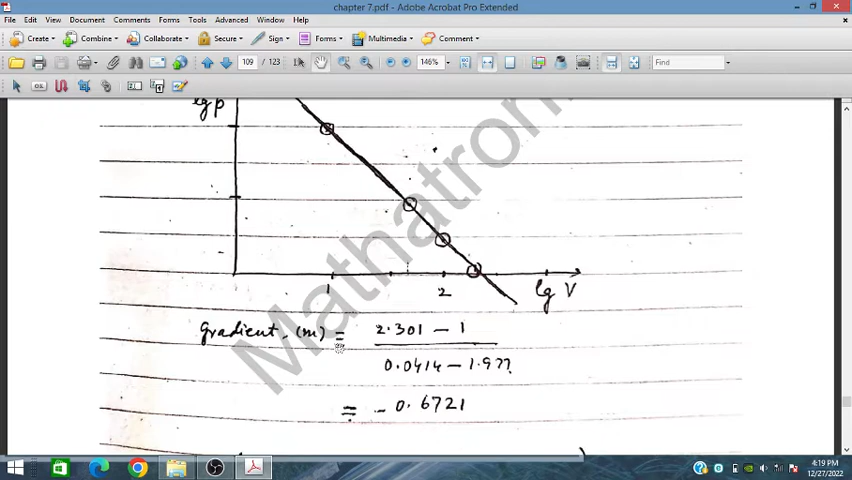 chapter 7.pdf - Adobe Acrobat Pro Extended
File Edit View Document Comments Forms Tools Advanced Window Help
Create Combine Collaborate Secure Sign Forms Multimedia Comment
109 / 123 146% Find
lg p
1 2 lg V
Gradient (m) = 2.301 - 1
0.0414 - 1.977
= - 0.6721
Mathatron
4:19 PM
12/27/2022